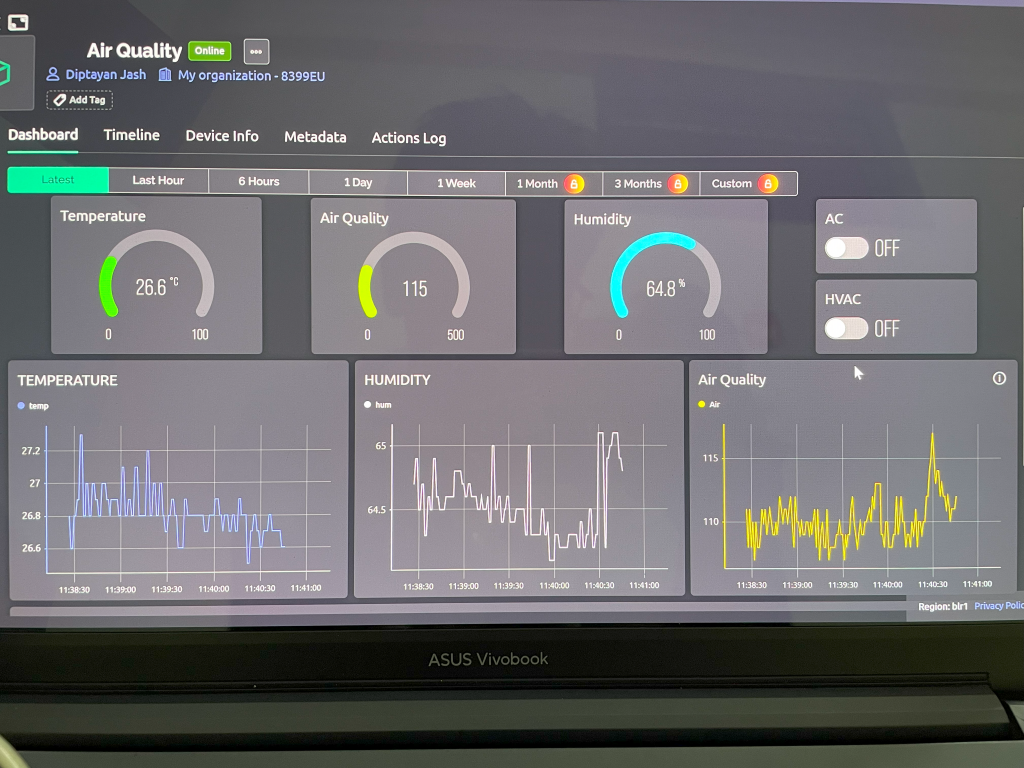 Air Quality Online
Diptayan Jash My organization - 8399EU
Add Tag
Dashboard Timeline Device Info Metadata Actions Log
Latest Last Hour 6 Hours 1 Day 1 Week 1 Month 3 Months Custom
Temperature
26.6 °C
0 100
Air Quality
115
0 500
Humidity
64.8 %
0 100
AC
OFF
HVAC
OFF
TEMPERATURE
temp
27.2
27
26.8
26.6
11:38:30 11:39:00 11:39:30 11:40:00 11:40:30 11:41:00
HUMIDITY
hum
65
64.5
11:38:30 11:39:00 11:39:30 11:40:00 11:40:30 11:41:00
Air Quality
Air
115
110
11:38:30 11:39:00 11:39:30 11:40:00 11:40:30 11:41:00
Region: blr1 Privacy Polic
ASUS Vivobook